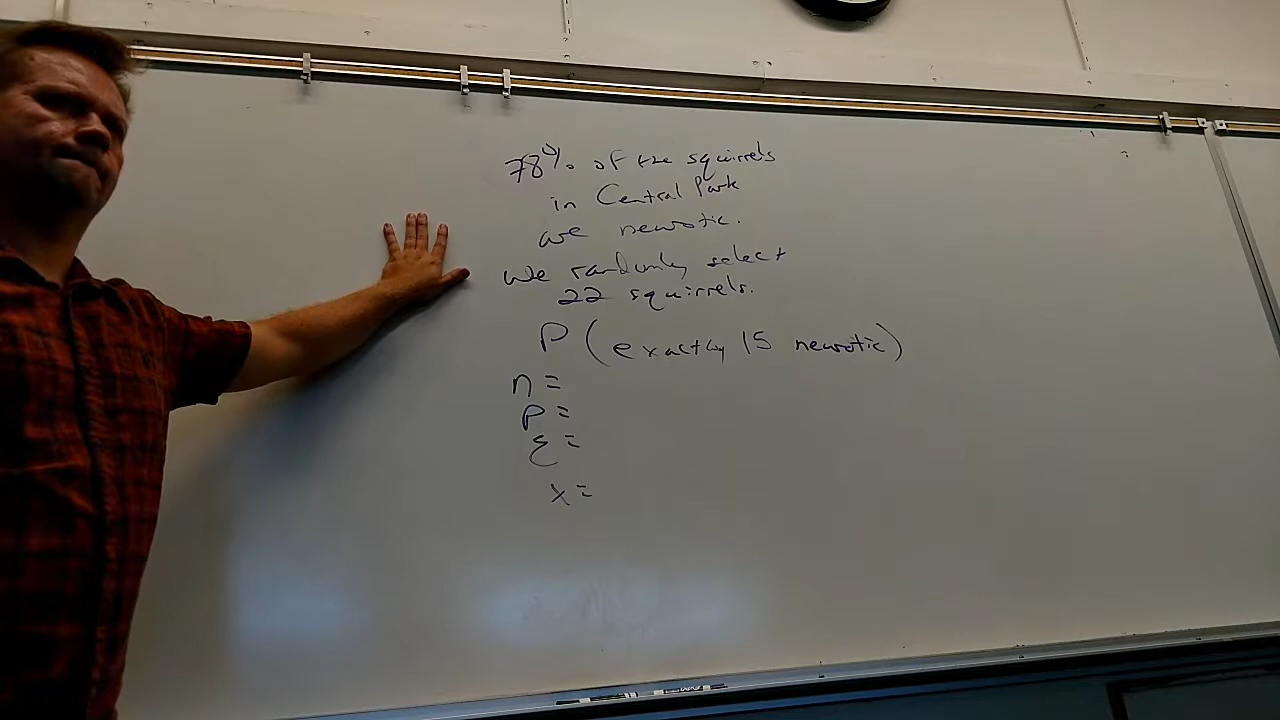 78% of the squirrels
in Central Park
are neurotic.
We randomly select
22 squirrels.
P (exactly 15 neurotic)
n =
p =
q =
x =